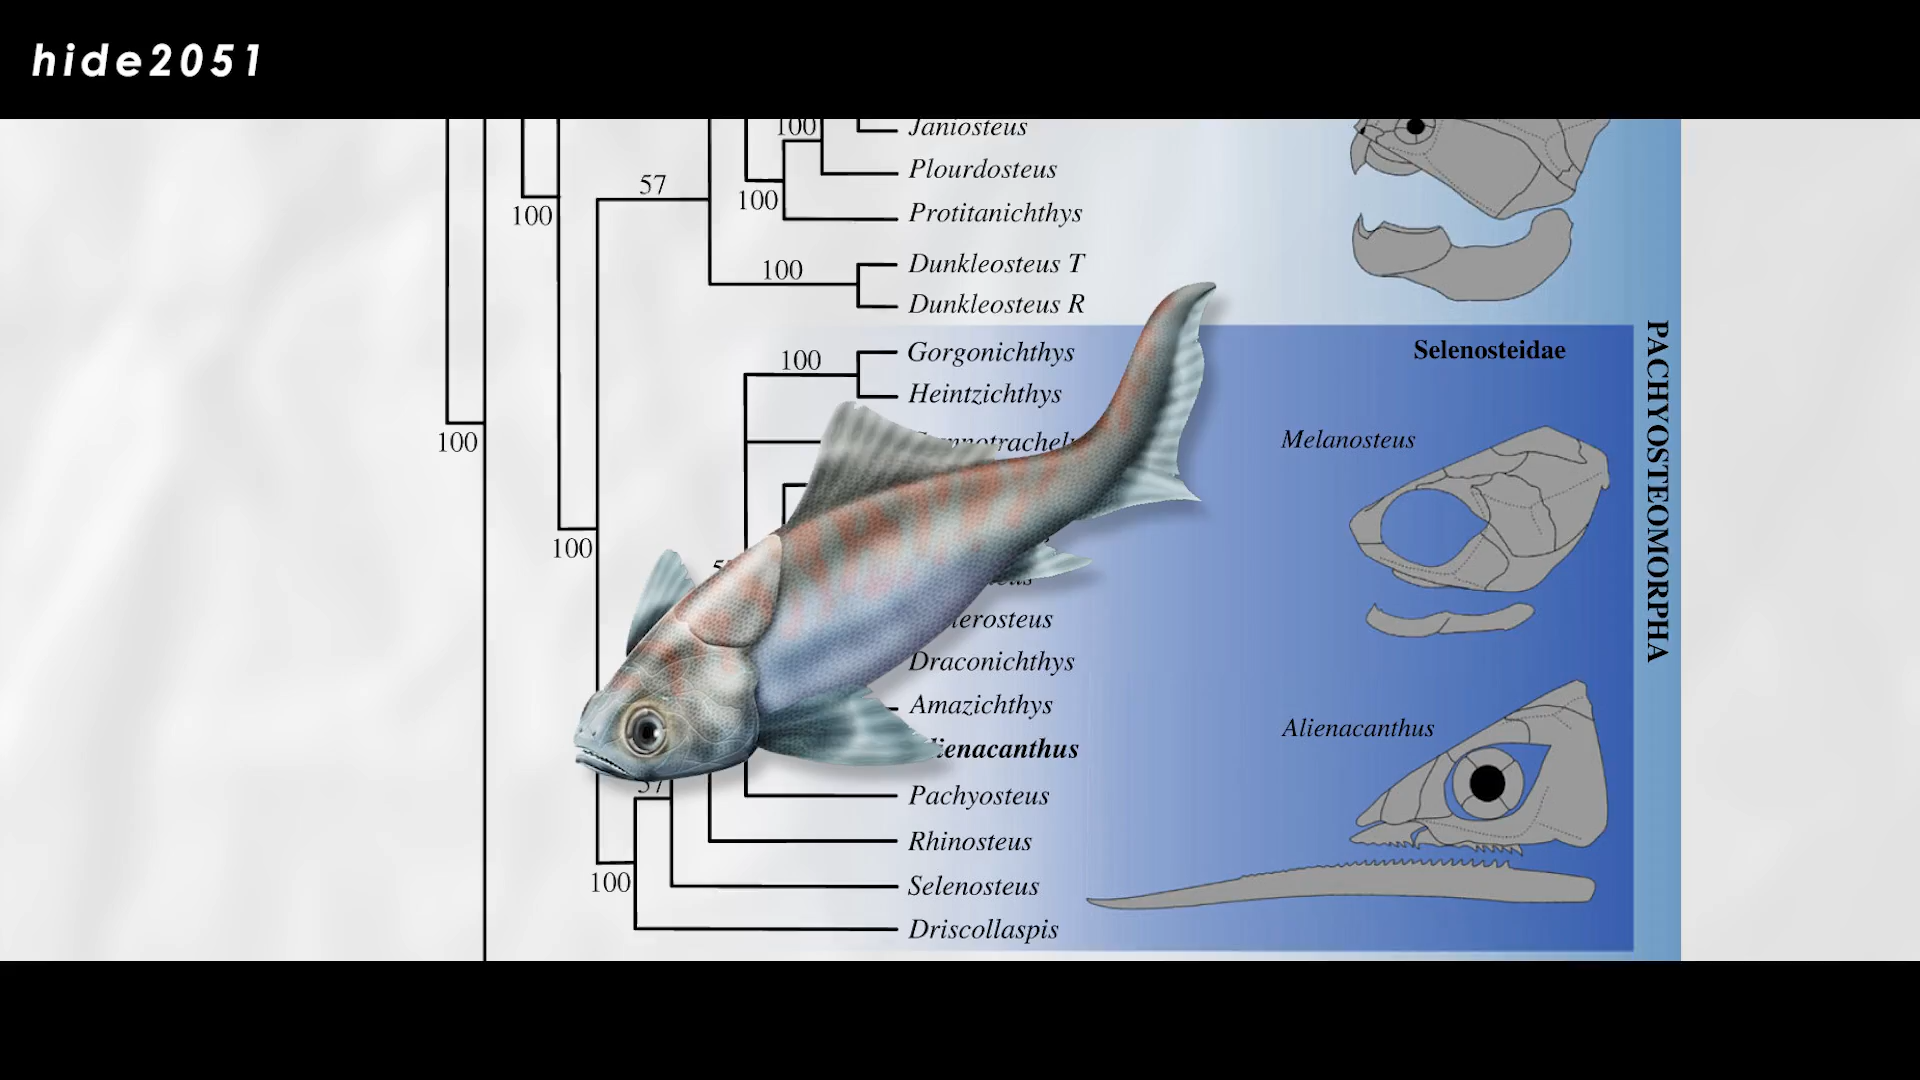 hide2051
100
Janiosteus
Plourdosteus
57
100
100
Protitanichthys
100
Dunkleosteus T
Dunkleosteus R
Gorgonichthys
Selenosteidae
100
Heintzichthys
PACHYOSTEOMORPHA
100
Melanosteus
100
Draconichthys
Amazichthys
Alienacanthus
Pachyosteus
Rhinosteus
100
Selenosteus
Driscollaspis